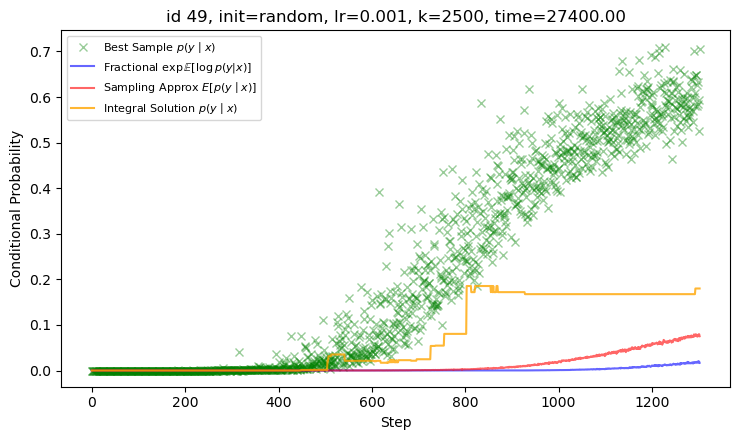 id 49, init=random, lr=0.001, k=2500, time=27400.00
Best Sample p(y | x)
Fractional exp𝔼[log p(y|x)]
Sampling Approx E[p(y | x)]
Integral Solution p(y | x)
Conditional Probability
0.7
0.6
0.5
0.4
0.3
0.2
0.1
0.0
0 200 400 600 800 1000 1200
Step